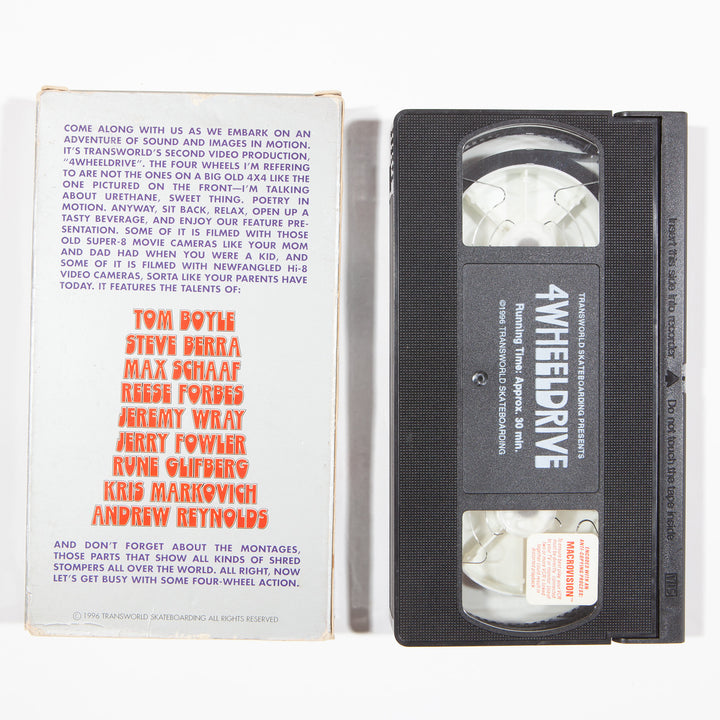 COME ALONG WITH US AS WE EMBARK ON AN
ADVENTURE OF SOUND AND IMAGES IN MOTION.
IT'S TRANSWORLD'S SECOND VIDEO PRODUCTION,
"4WHEELDRIVE". THE FOUR WHEELS I'M REFERING
TO ARE NOT THE ONES ON A BIG OLD 4X4 LIKE THE
ONE PICTURED ON THE FRONT—I'M TALKING
ABOUT URETHANE, SWEET THING. POETRY IN
MOTION. ANYWAY, SIT BACK, RELAX, OPEN UP A
TASTY BEVERAGE, AND ENJOY OUR FEATURE PRE-
SENTATION. SOME OF IT IS FILMED WITH THOSE
OLD SUPER-8 MOVIE CAMERAS LIKE YOUR MOM
AND DAD HAD WHEN YOU WERE A KID, AND
SOME OF IT IS FILMED WITH NEWFANGLED Hi-8
VIDEO CAMERAS, SORTA LIKE YOUR PARENTS HAVE
TODAY. IT FEATURES THE TALENTS OF:
TOM BOYLE
STEVE BERRA
MAX SCHAAF
REESE FORBES
JEREMY WRAY
JERRY FOWLER
RUNE GLIFBERG
KRIS MARKOVICH
ANDREW REYNOLDS
AND DON'T FORGET ABOUT THE MONTAGES,
THOSE PARTS THAT SHOW ALL KINDS OF SHRED
STOMPERS ALL OVER THE WORLD. ALL RIGHT, NOW
LET'S GET BUSY WITH SOME FOUR-WHEEL ACTION.
© 1996 TRANSWORLD SKATEBOARDING ALL RIGHTS RESERVED
TRANSWORLD SKATEBOARDING PRESENTS
4WHEELDRIVE
Running Time: Approx. 30 min.
©1996 TRANSWORLD SKATEBOARDING
ENCODED WITH AN
ANTI-COPYING PROCESS:
MACROVISION™
Insert this side into recorder
Do not touch the tape inside
VHS